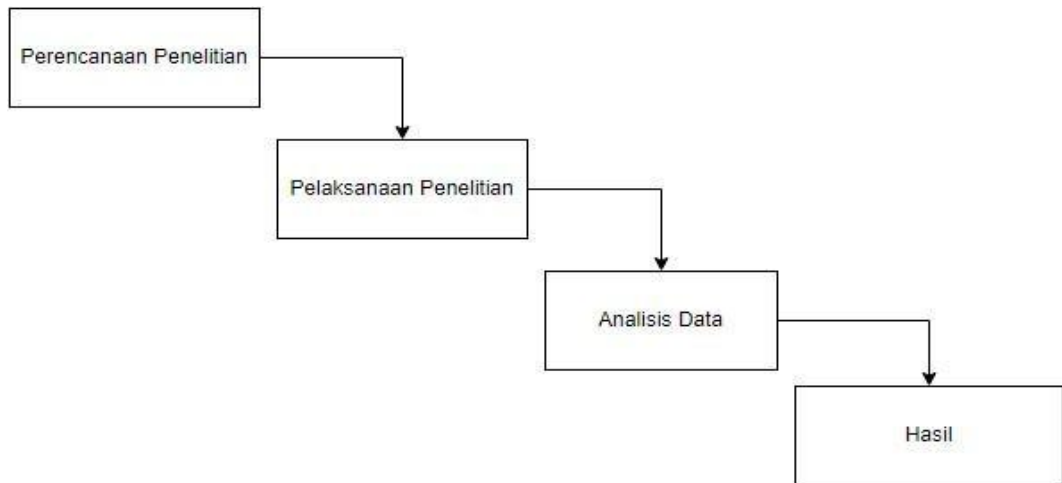 Perencanaan Penelitian
Pelaksanaan Penelitian
Analisis Data
Hasil